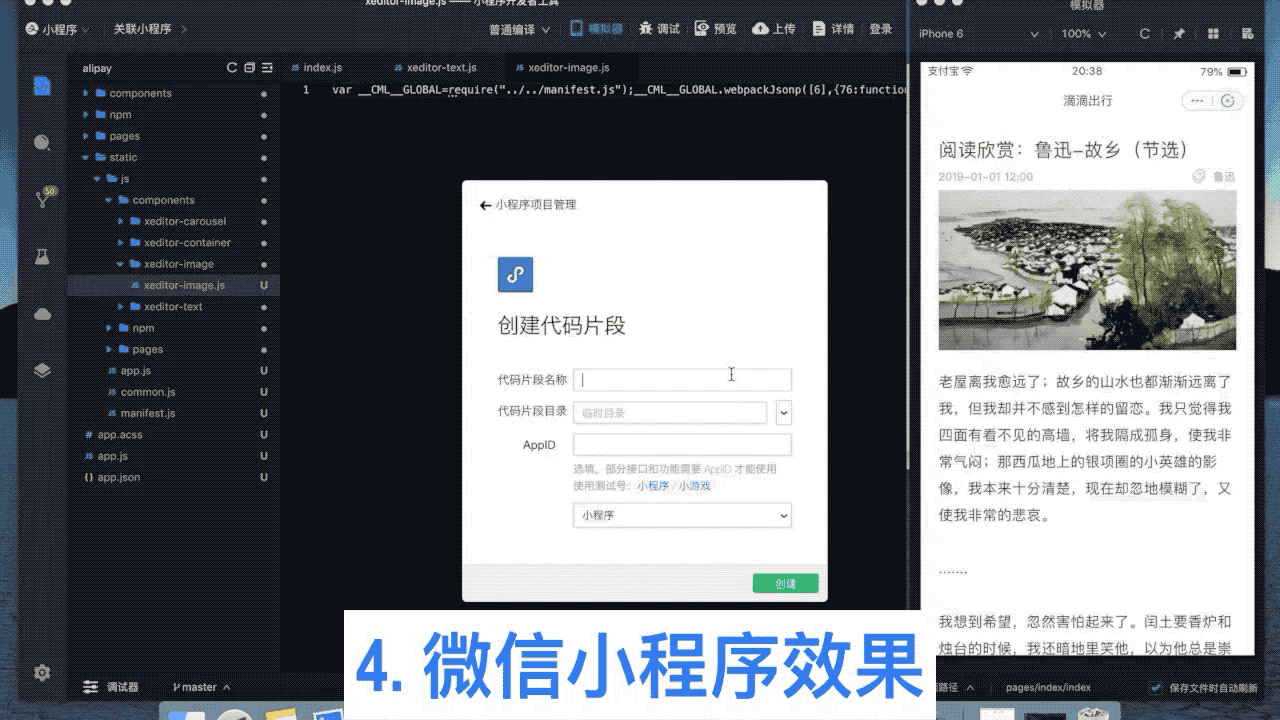 xeditor-image.js —— 小程序开发者工具
小程序
关联小程序
普通编译
模拟器
调试
预览
上传
详情
登录
alipay
components
npm
pages
static
js
components
xeditor-carousel
xeditor-container
xeditor-image
xeditor-image.j
U
xeditor-text
npm
pages
app.js U
common.js U
manifest.js U
# app.acss U
JS app.js U
{} app.json U
50
index.js
xeditor-text.js
xeditor-image.js
1 var __CML__GLOBAL=require("../../manifest.js");__CML__GLOBAL.webpackJsonp([6],{76:function
小程序项目管理
创建代码片段
代码片段名称
代码片段目录 临时目录
AppID
选填，部分接口和功能需要 AppID 才能使用
使用测试号：小程序 / 小游戏
小程序
创建
调试器
master
4. 微信小程序效果
模拟器
iPhone 6
100%
支付宝 20:38 79%
滴滴出行
阅读欣赏：鲁迅–故乡（节选）
2019–01–01 12:00 鲁迅
老屋离我愈远了；故乡的山水也都渐渐远离了
我，但我却并不感到怎样的留恋。我只觉得我
四面有看不见的高墙，将我隔成孤身，使我非
常气闷；那西瓜地上的银项圈的小英雄的影
像，我本来十分清楚，现在却忽地模糊了，又
使我非常的悲哀。
.......
我想到希望，忽然害怕起来了。闰土要香炉和
烛台的时候，我还暗地里笑他，以为他总是崇
路径
pages/index/index
保存文件时自动刷新